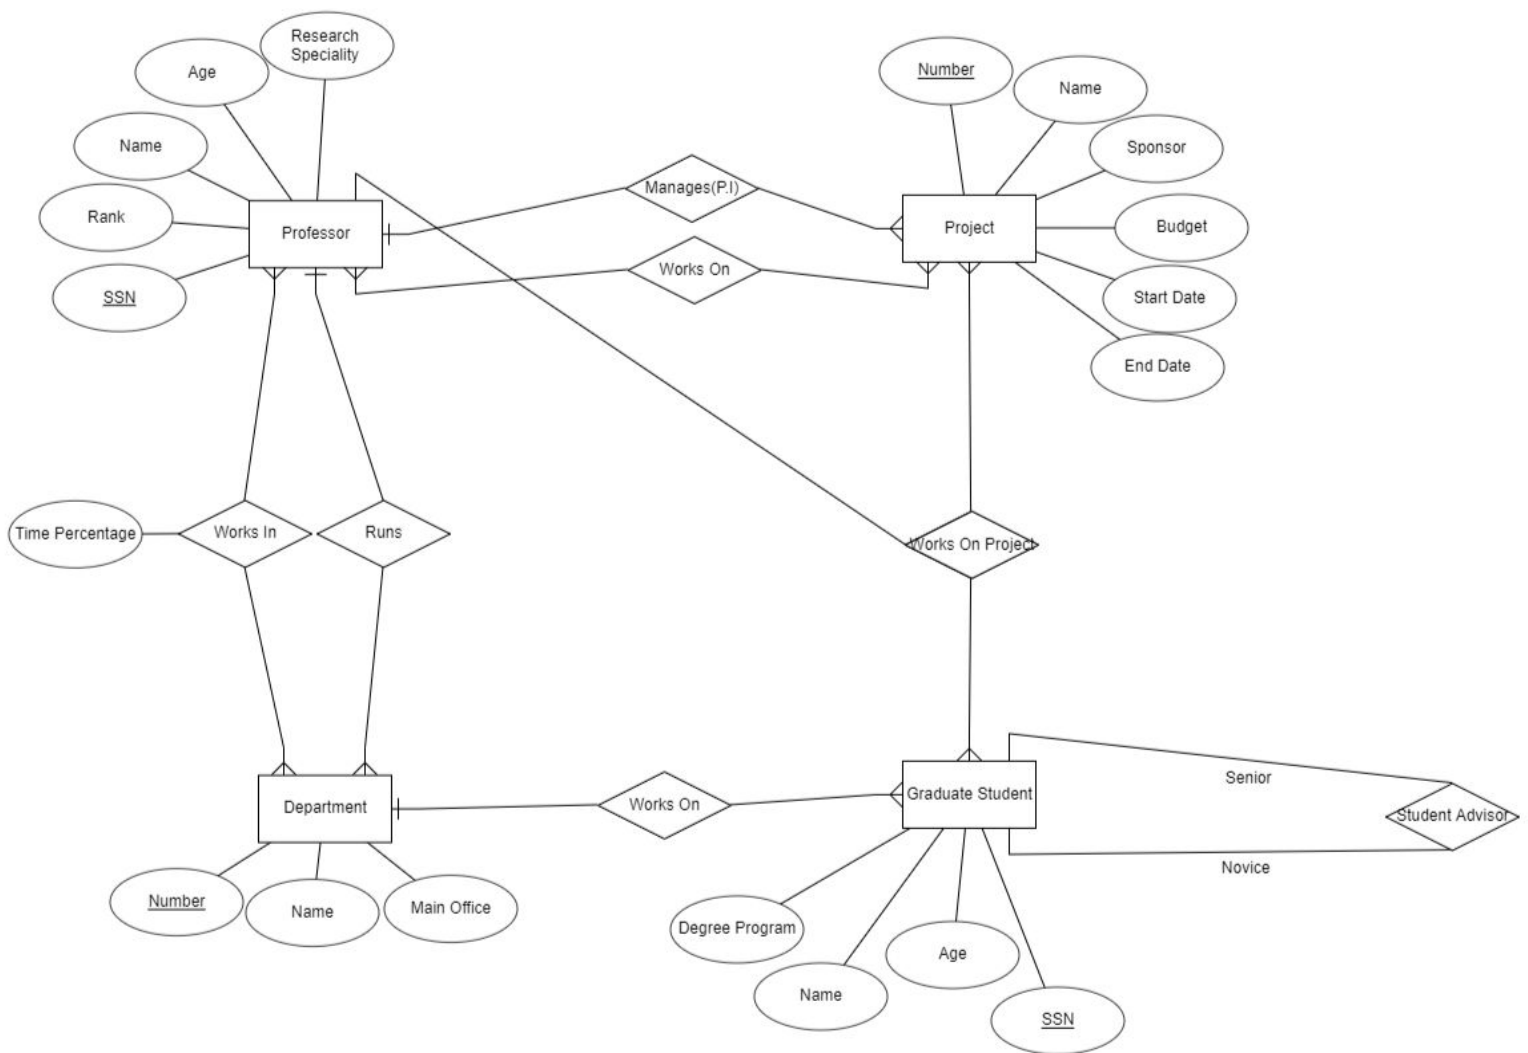 Research
Speciality
Age
Name
Rank
SSN
Professor
Manages(P.I)
Works On
Number
Name
Sponsor
Budget
Start Date
End Date
Project
Time Percentage
Works In
Runs
Works On Project
Department
Works On
Graduate Student
Senior
Student Advisor
Novice
Number
Name
Main Office
Degree Program
Name
Age
SSN